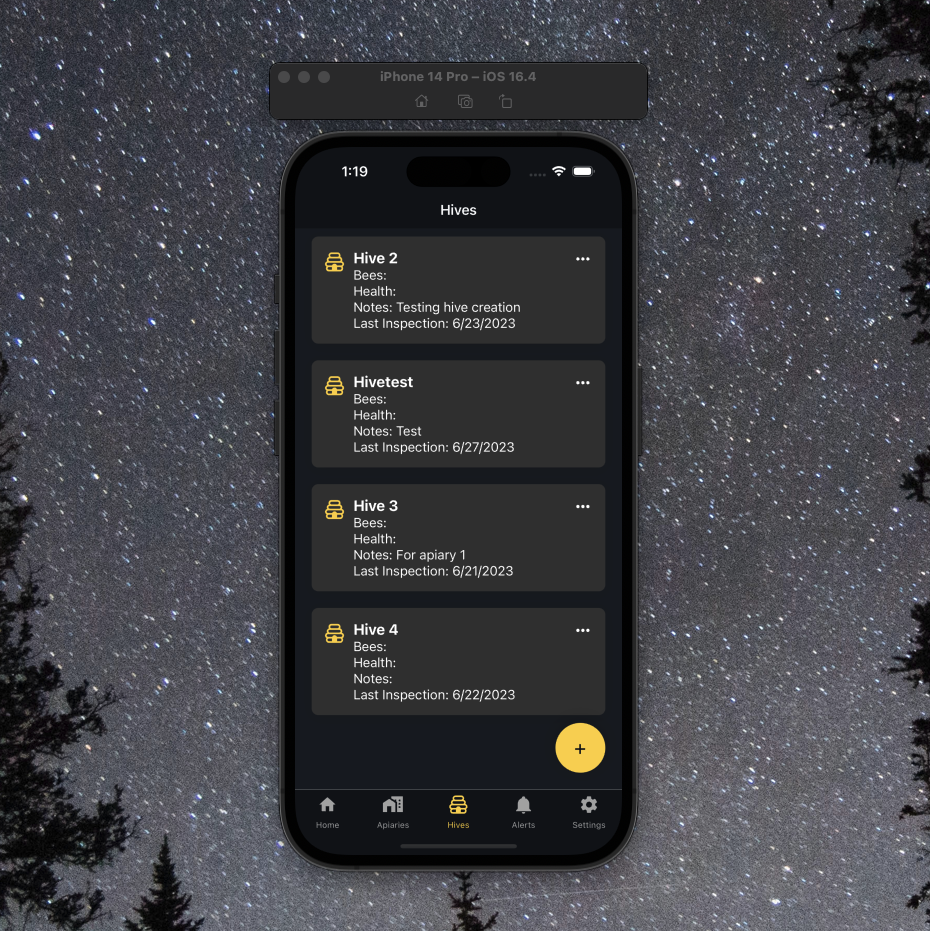 iPhone 14 Pro – iOS 16.4
1:19
Hives
Hive 2
Bees:
Health:
Notes: Testing hive creation
Last Inspection: 6/23/2023
Hivetest
Bees:
Health:
Notes: Test
Last Inspection: 6/27/2023
Hive 3
Bees:
Health:
Notes: For apiary 1
Last Inspection: 6/21/2023
Hive 4
Bees:
Health:
Notes:
Last Inspection: 6/22/2023
+
Home Apiaries Hives Alerts Settings